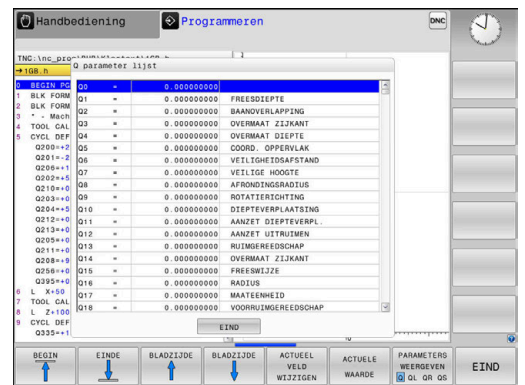 Handbediening
Programmeren
DNC
TNC:\nc_pro
→1GB.h
Q parameter lijst
0 BEGIN PG
1 BLK FORM
2 BLK FORM
3 * - Mach
4 TOOL CAL
5 CYCL DEF
Q200=+2
Q201=-2
Q206=+1
Q202=+5
Q210=+0
Q203=+0
Q204=+5
Q212=+0
Q213=+0
Q205=+0
Q211=+0
Q208=+9
Q256=+0
Q395=+0
6 L X+50
7 TOOL CAL
8 L Z+100
9 CYCL DEF
Q335=+1
Q0 = 0.000000000
Q1 = 0.000000000 FREESDIEPTE
Q2 = 0.000000000 BAANOVERLAPPING
Q3 = 0.000000000 OVERMAAT ZIJKANT
Q4 = 0.000000000 OVERMAAT DIEPTE
Q5 = 0.000000000 COORD. OPPERVLAK
Q6 = 0.000000000 VEILIGHEIDSAFSTAND
Q7 = 0.000000000 VEILIGE HOOGTE
Q8 = 0.000000000 AFRONDINGSRADIUS
Q9 = 0.000000000 ROTATIERICHTING
Q10 = 0.000000000 DIEPTEVERPLAATSING
Q11 = 0.000000000 AANZET DIEPTEVERPL.
Q12 = 0.000000000 AANZET UITRUIMEN
Q13 = 0.000000000 RUIMGEREEDSCHAP
Q14 = 0.000000000 OVERMAAT ZIJKANT
Q15 = 0.000000000 FREESWIJZE
Q16 = 0.000000000 RADIUS
Q17 = 0.000000000 MAATEENHEID
Q18 = 0.000000000 VOORRUIMGEREEDSCHAP
EIND
BEGIN
EINDE
BLADZIJDE
BLADZIJDE
ACTUEEL
VELD
WIJZIGEN
ACTUELE
WAARDE
PARAMETERS
WEERGEVEN
Q QL QR QS
EIND